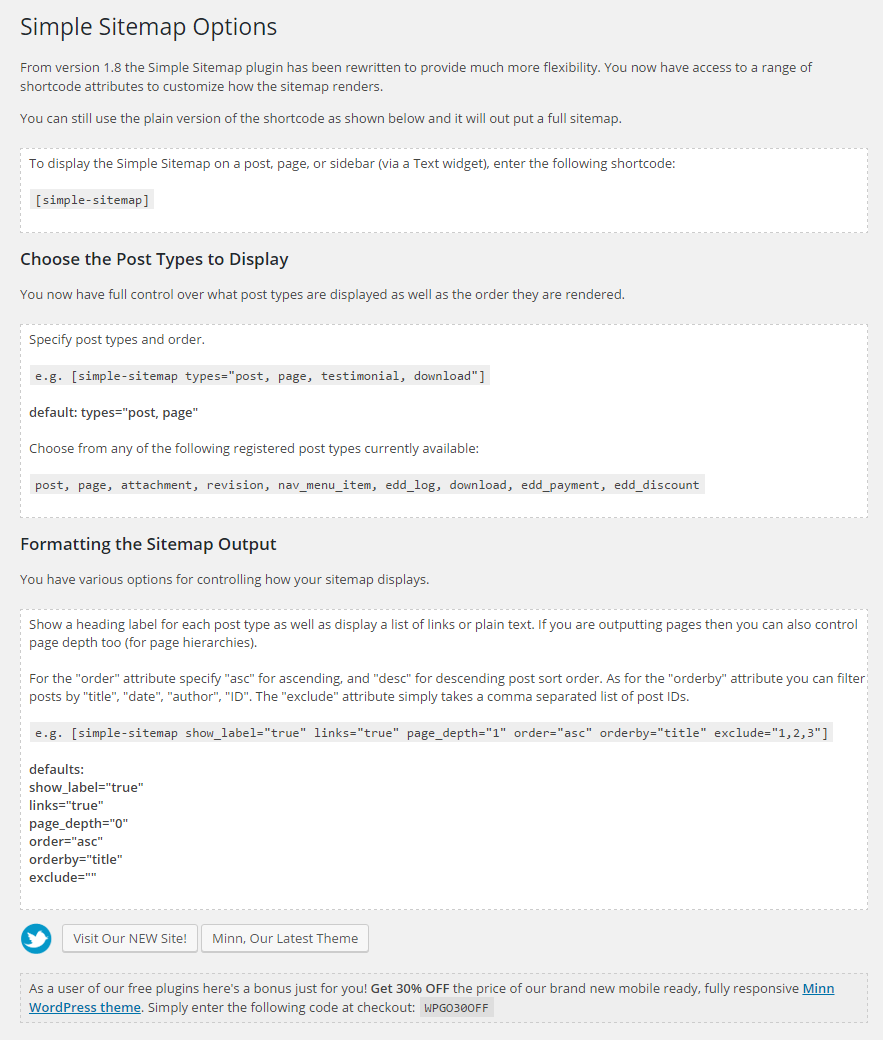 Simple Sitemap Options
From version 1.8 the Simple Sitemap plugin has been rewritten to provide much more flexibility. You now have access to a range of
shortcode attributes to customize how the sitemap renders.
You can still use the plain version of the shortcode as shown below and it will out put a full sitemap.
To display the Simple Sitemap on a post, page, or sidebar (via a Text widget), enter the following shortcode:
[simple-sitemap]
Choose the Post Types to Display
You now have full control over what post types are displayed as well as the order they are rendered.
Specify post types and order.
e.g. [simple-sitemap types="post, page, testimonial, download"]
default: types="post, page"
Choose from any of the following registered post types currently available:
post, page, attachment, revision, nav_menu_item, edd_log, download, edd_payment, edd_discount
Formatting the Sitemap Output
You have various options for controlling how your sitemap displays.
Show a heading label for each post type as well as display a list of links or plain text. If you are outputting pages then you can also control
page depth too (for page hierarchies).
For the "order" attribute specify "asc" for ascending, and "desc" for descending post sort order. As for the "orderby" attribute you can filter
posts by "title", "date", "author", "ID". The "exclude" attribute simply takes a comma separated list of post IDs.
e.g. [simple-sitemap show_label="true" links="true" page_depth="1" order="asc" orderby="title" exclude="1,2,3"]
defaults:
show_label="true"
links="true"
page_depth="0"
order="asc"
orderby="title"
exclude=""
Visit Our NEW Site! Minn, Our Latest Theme
As a user of our free plugins here's a bonus just for you! Get 30% OFF the price of our brand new mobile ready, fully responsive Minn
WordPress theme. Simply enter the following code at checkout: WPGO30OFF